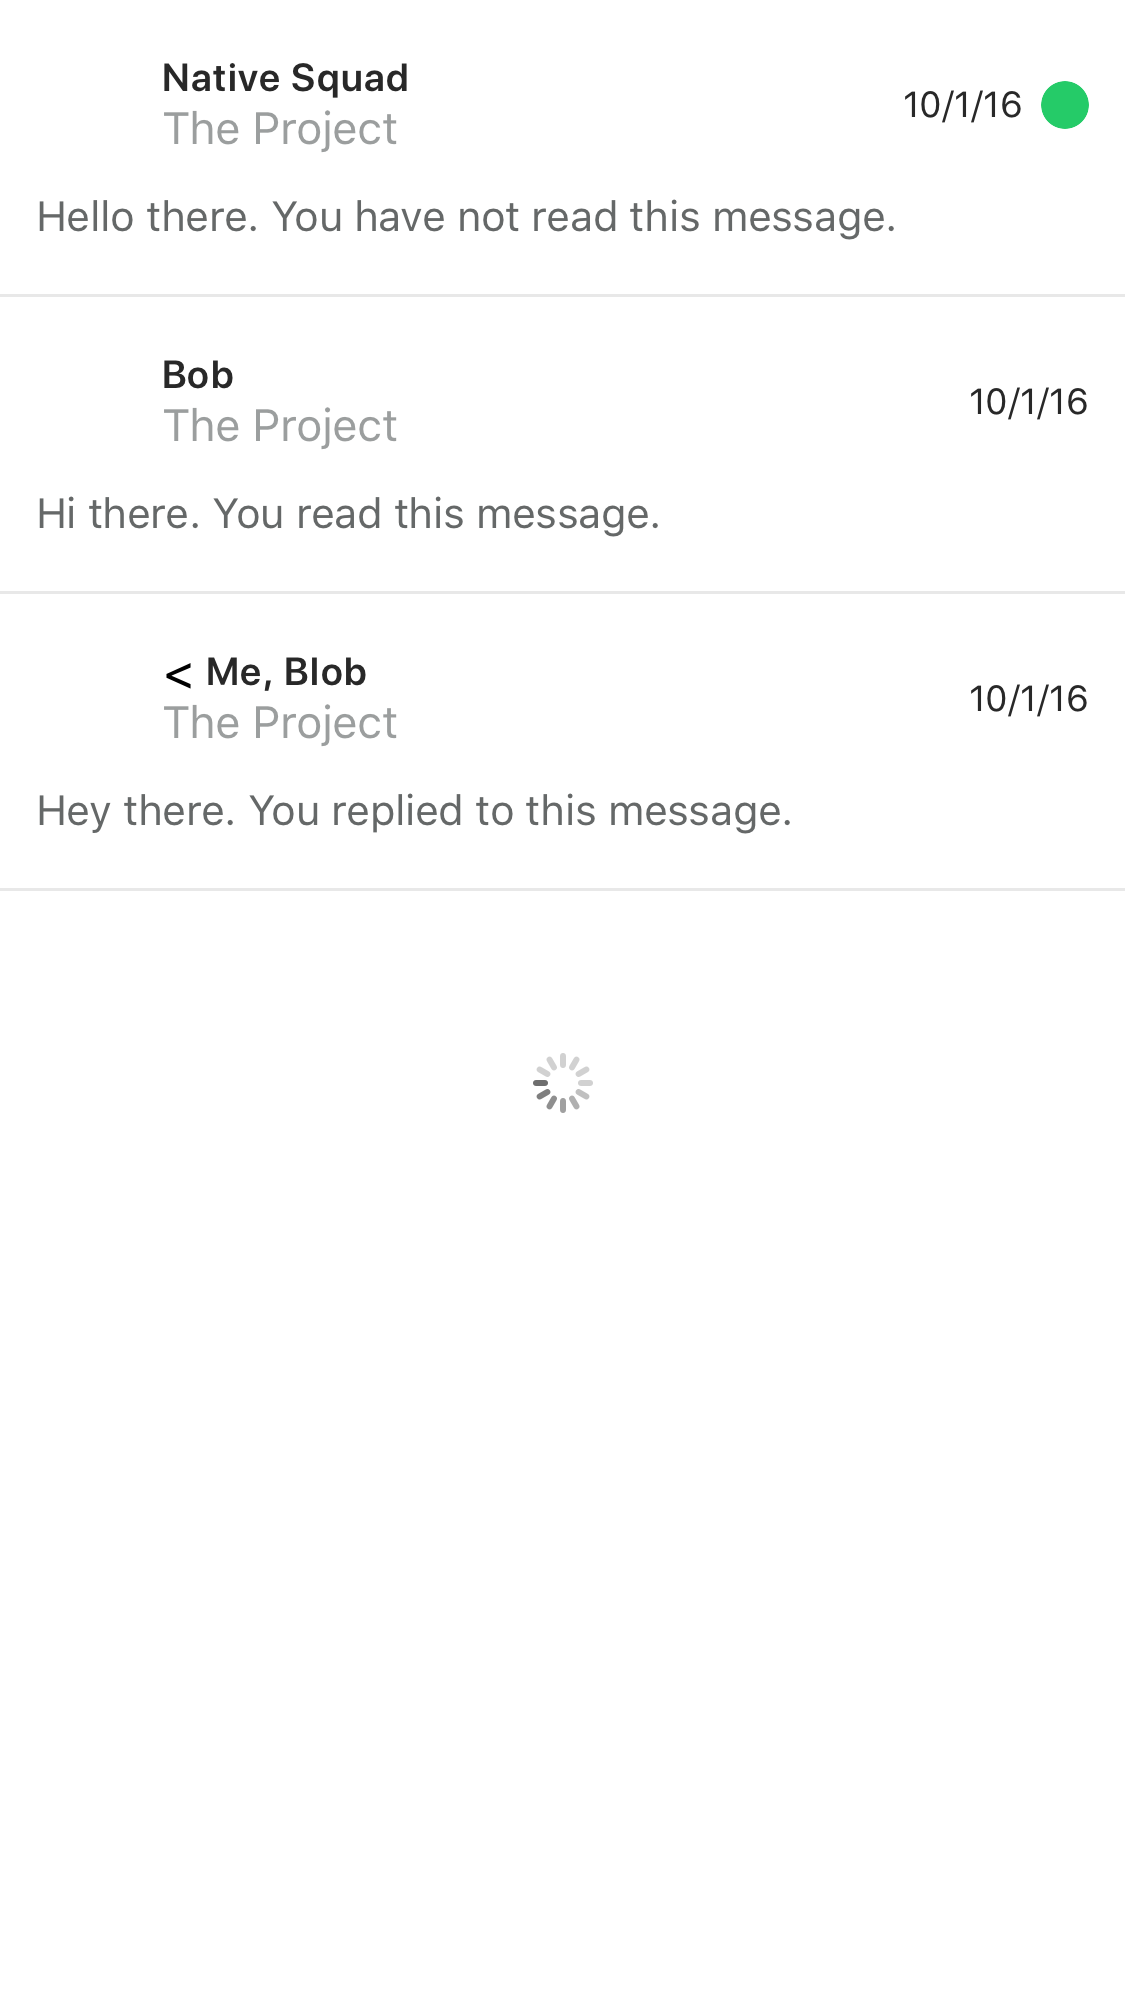 Native Squad
The Project
10/1/16
Hello there. You have not read this message.
Bob
The Project
10/1/16
Hi there. You read this message.
< Me, Blob
The Project
10/1/16
Hey there. You replied to this message.